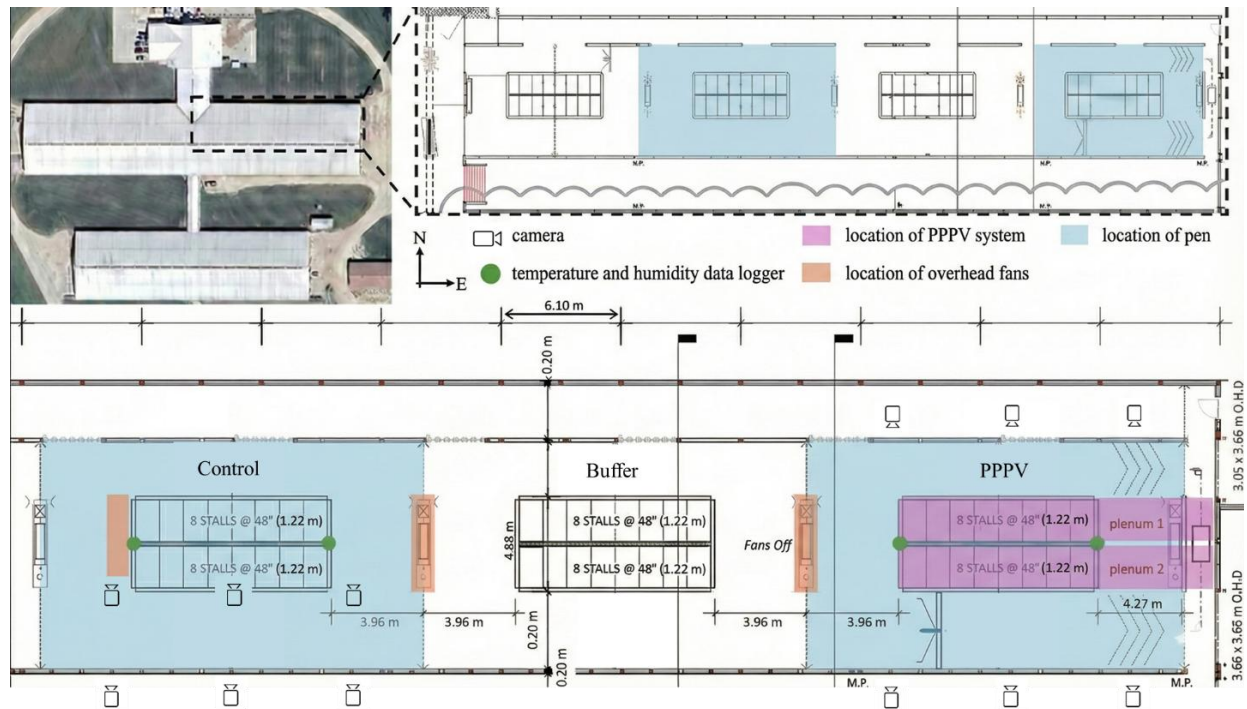 N.P.
N.P.
M.P.
M.P.
M.P.
N
E
camera
location of PPPV system
location of pen
temperature and humidity data logger
location of overhead fans
6.10 m
0.20 m
3.05 x 3.66 m O.H.D
Control
Buffer
PPPV
8 STALLS @ 48" (1.22 m)
8 STALLS @ 48" (1.22 m)
8 STALLS @ 48" (1.22 m)
plenum 1
4.88 m
Fans Off
8 STALLS @ 48" (1.22 m)
8 STALLS @ 48" (1.22 m)
8 STALLS @ 48" (1.22 m)
plenum 2
3.96 m
3.96 m
3.96 m
3.96 m
4.27 m
0.20 m
0.20 m
3.66 x 3.66 m O.H.D
M.P.
M.P.